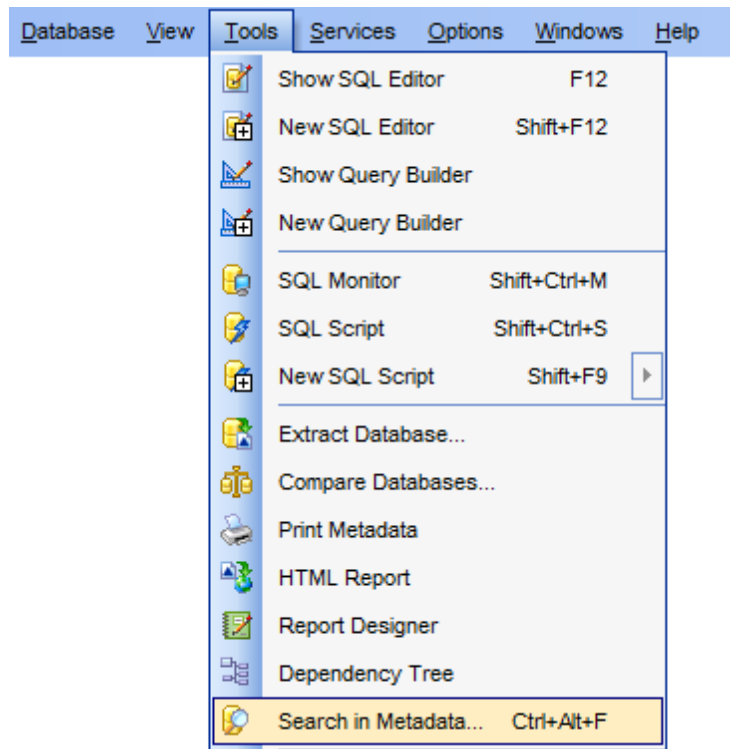 Database View Tools Services Options Windows Help
Show SQL Editor F12
New SQL Editor Shift+F12
Show Query Builder
New Query Builder
SQL Monitor Shift+Ctrl+M
SQL Script Shift+Ctrl+S
New SQL Script Shift+F9
Extract Database...
Compare Databases...
Print Metadata
HTML Report
Report Designer
Dependency Tree
Search in Metadata... Ctrl+Alt+F